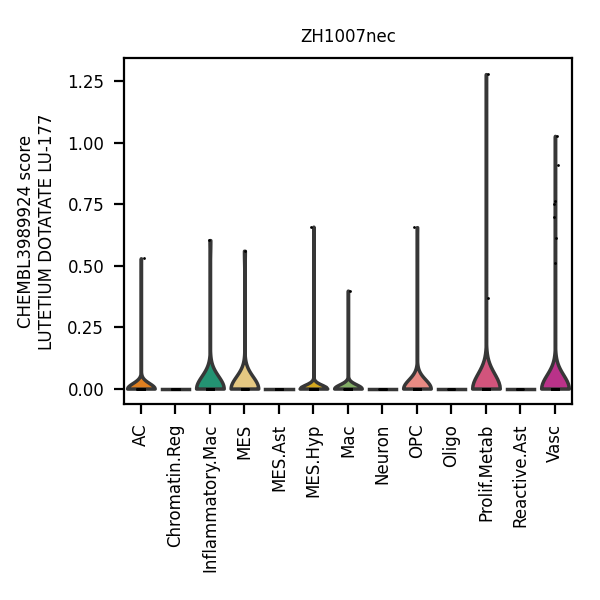 ZH1007nec
CHEMBL3989924 score
LUTETIUM DOTATATE LU-177
1.25
1.00
0.75
0.50
0.25
0.00
AC
Chromatin.Reg
Inflammatory.Mac
MES
MES.Ast
MES.Hyp
Mac
Neuron
OPC
Oligo
Prolif.Metab
Reactive.Ast
Vasc